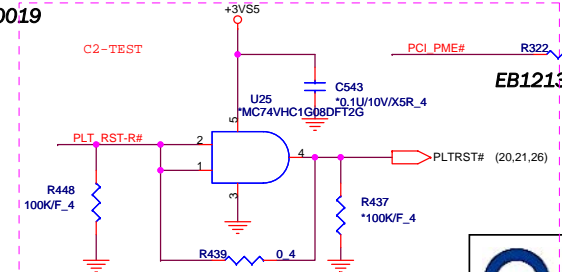 0019
+3VS5
C2-TEST
PCI_PME#
R322
EB1213
C543
*0.1U/10V/X5R_4
U25
*MC74VHC1G08DFT2G
5
PLT_RST-R#
2
1
4
PLTRST# (20,21,26)
3
R448
100K/F_4
R437
*100K/F_4
R439
0_4